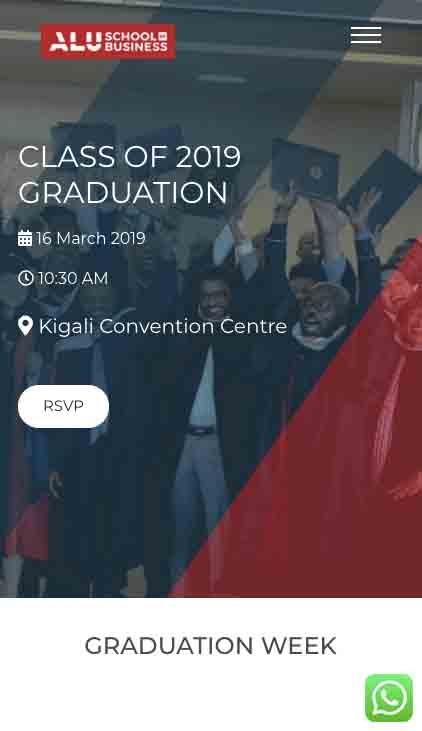 ALU SCHOOL OF
BUSINESS
CLASS OF 2019
GRADUATION
16 March 2019
10:30 AM
Kigali Convention Centre
RSVP
GRADUATION WEEK